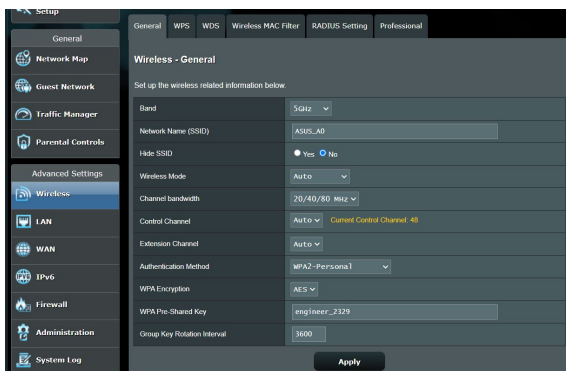 Setup
General
Network Map
Guest Network
Traffic Manager
Parental Controls
Advanced Settings
Wireless
LAN
WAN
IPv6
Firewall
Administration
System Log
General WPS WDS Wireless MAC Filter RADIUS Setting Professional
Wireless - General
Set up the wireless related information below.
Band 5GHz
Network Name (SSID) ASUS_A0
Hide SSID Yes No
Wireless Mode Auto
Channel bandwidth 20/40/80 MHz
Control Channel Auto Current Control Channel: 48
Extension Channel Auto
Authentication Method WPA2-Personal
WPA Encryption AES
WPA Pre-Shared Key engineer_2329
Group Key Rotation Interval 3600
Apply